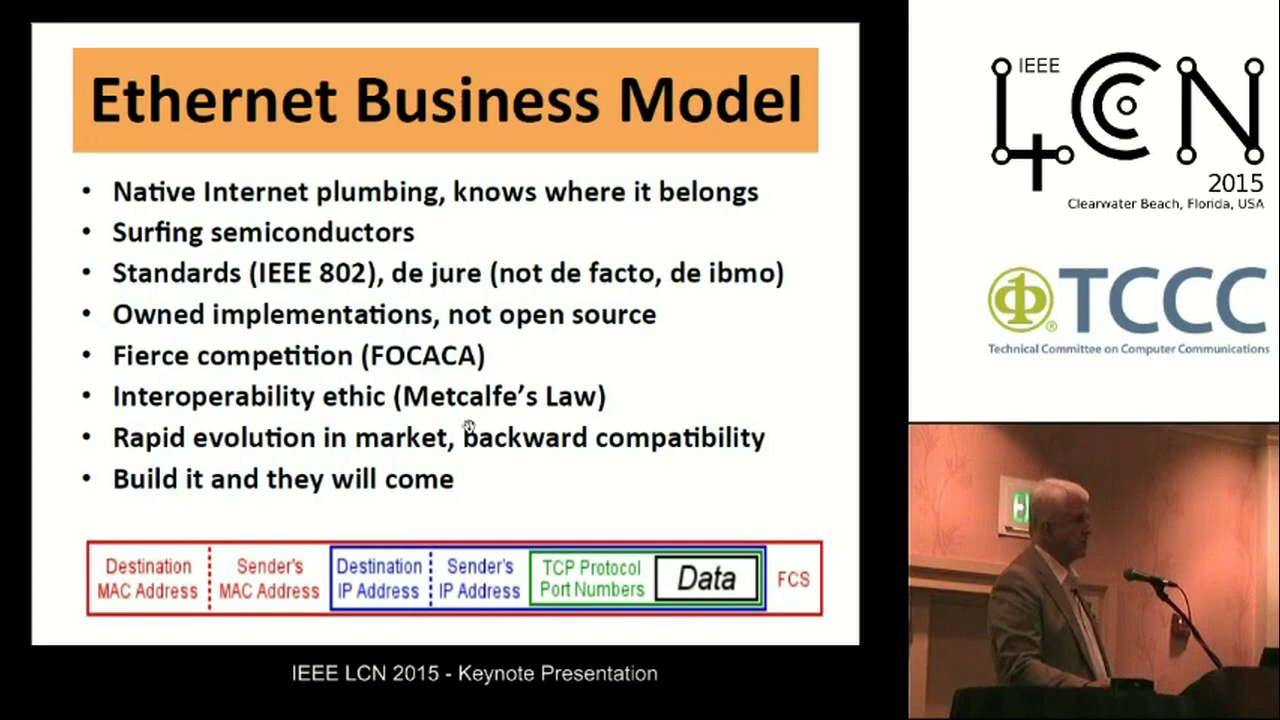 Ethernet Business Model
• Native Internet plumbing, knows where it belongs
• Surfing semiconductors
• Standards (IEEE 802), de jure (not de facto, de ibmo)
• Owned implementations, not open source
• Fierce competition (FOCACA)
• Interoperability ethic (Metcalfe's Law)
• Rapid evolution in market, backward compatibility
• Build it and they will come
Destination
MAC Address
Sender's
MAC Address
Destination
IP Address
Sender's
IP Address
TCP Protocol
Port Numbers
Data
FCS
IEEE LCN 2015 - Keynote Presentation
IEEE
LCN
2015
Clearwater Beach, Florida, USA
TCCC
Technical Committee on Computer Communications